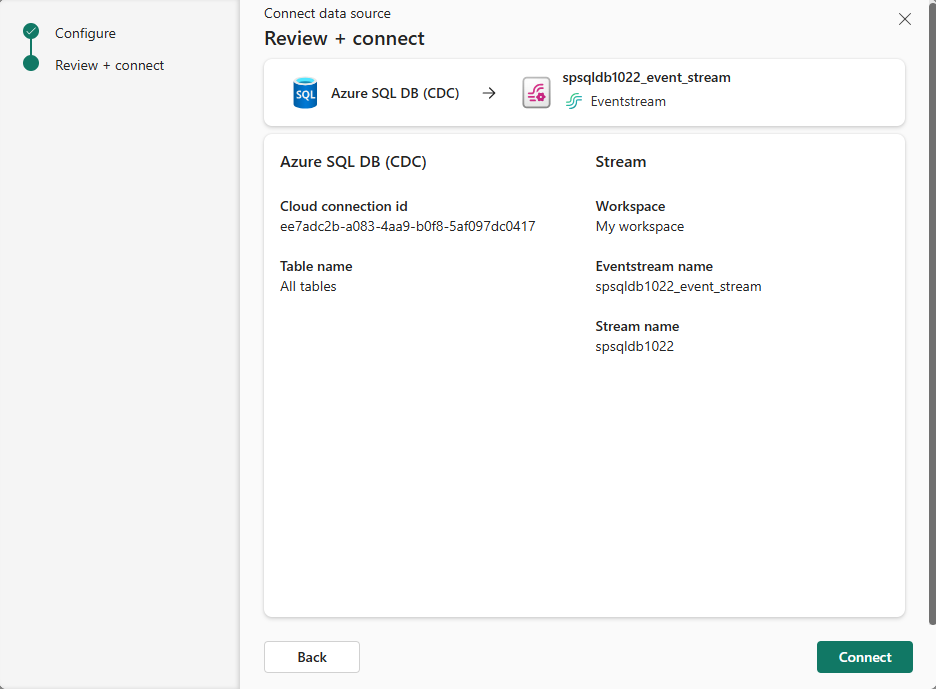 Configure
Review + connect
Connect data source
Review + connect
SQL
Azure SQL DB (CDC)
spsqldb1022_event_stream
Eventstream
Azure SQL DB (CDC)
Cloud connection id
ee7adc2b-a083-4aa9-b0f8-5af097dc0417
Table name
All tables
Stream
Workspace
My workspace
Eventstream name
spsqldb1022_event_stream
Stream name
spsqldb1022
Back
Connect